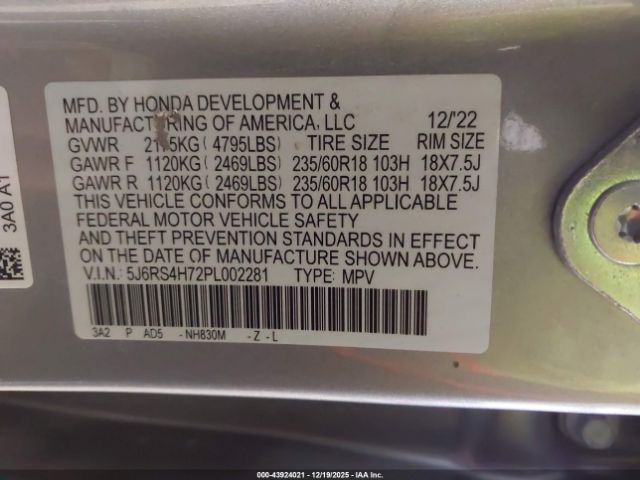 MFD. BY HONDA DEVELOPMENT &
MANUFACTURING OF AMERICA, LLC 12/'22
GVWR (4795LBS) TIRE SIZE RIM SIZE
GAWR F 1120KG( 2469LBS) 235/60R18 103H 18X7.5J
GAWR R 1120KG( 2469LBS) 235/60R18 103H 18X7.5J
THIS VEHICLE CONFORMS TO ALL APPLICABLE
FEDERAL MOTOR VEHICLE SAFETY
AND THEFT PREVENTION STANDARDS IN EFFECT
ON THE DATE OF MANUFACTURE SHOWN ABOVE.
V.I.N.: 5J6RS4H72PL002281 TYPE: MPV
3A2 P AD5 -NH830M -Z-L
3A0 A1
000-43924021 - 12/19/2025 - IAA Inc.